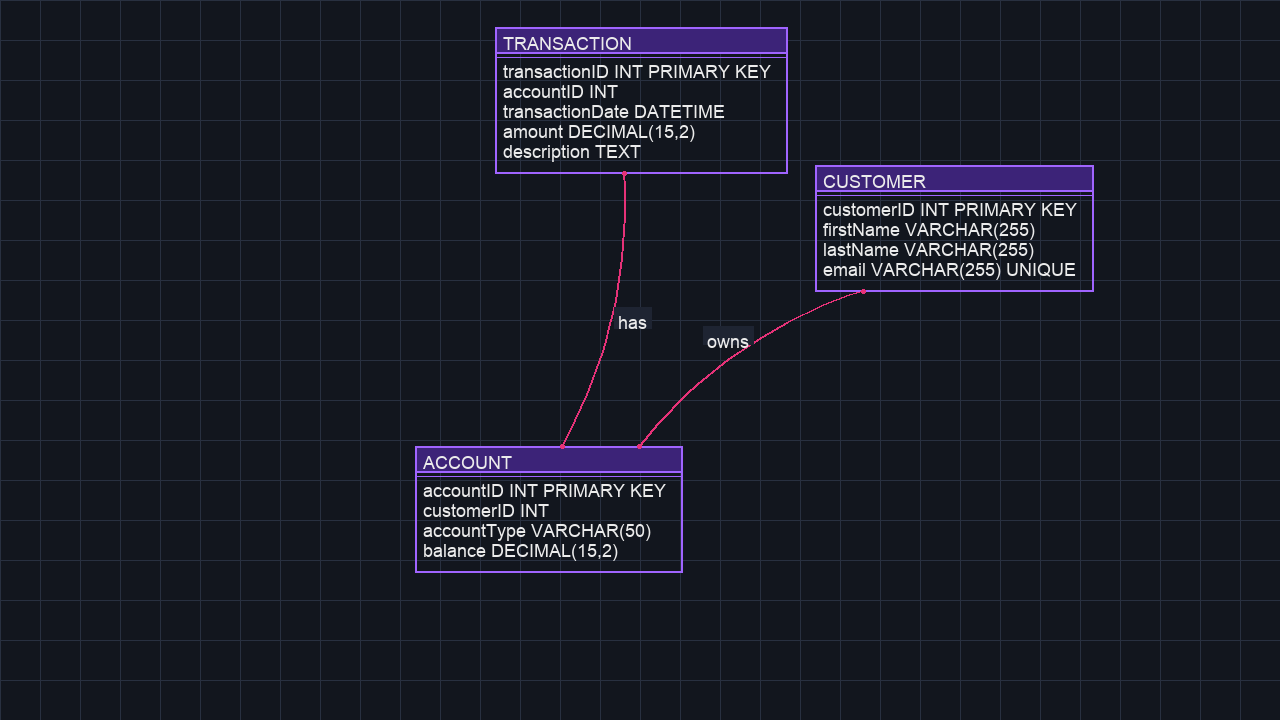 TRANSACTION
transactionID INT PRIMARY KEY
accountID INT
transactionDate DATETIME
amount DECIMAL(15,2)
description TEXT
CUSTOMER
customerID INT PRIMARY KEY
firstName VARCHAR(255)
lastName VARCHAR(255)
email VARCHAR(255) UNIQUE
has
owns
ACCOUNT
accountID INT PRIMARY KEY
customerID INT
accountType VARCHAR(50)
balance DECIMAL(15,2)